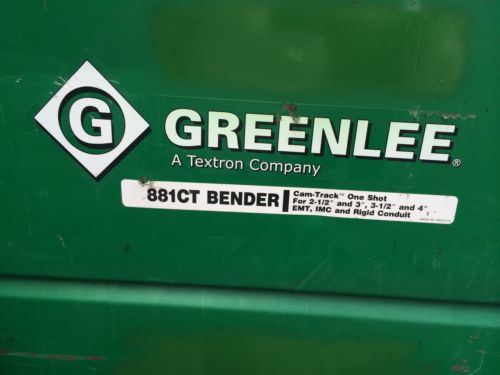 G GREENLEE®
A Textron Company
881CT BENDER
Cam-Track™ One Shot
For 2-1/2" and 3", 3-1/2" and 4"
EMT, IMC and Rigid Conduit